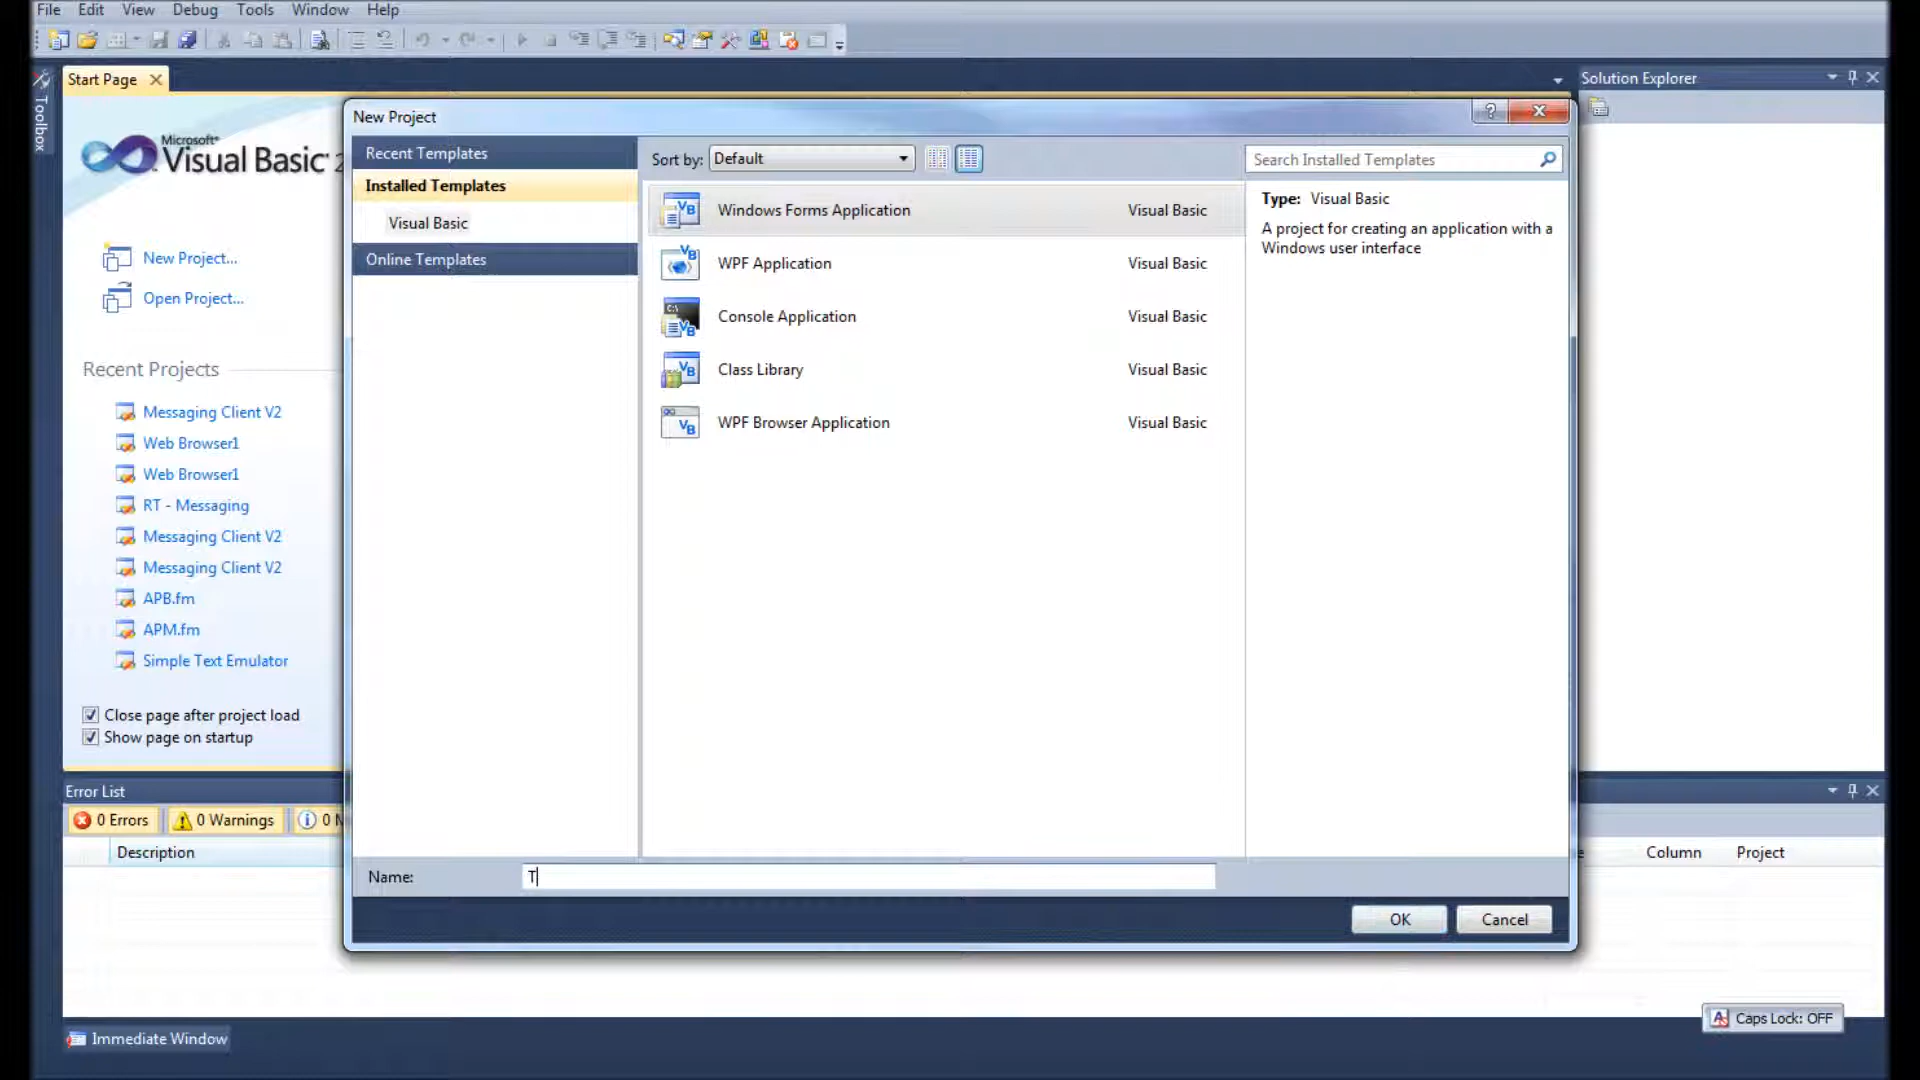 File Edit View Debug Tools Window Help
Start Page
Solution Explorer
Toolbox
Microsoft
Visual Basic
New Project...
Open Project...
Recent Projects
Messaging Client V2
Web Browser1
Web Browser1
RT - Messaging
Messaging Client V2
Messaging Client V2
APB.fm
APM.fm
Simple Text Emulator
Close page after project load
Show page on startup
New Project
Recent Templates
Installed Templates
Visual Basic
Online Templates
Sort by: Default
Search Installed Templates
Windows Forms Application Visual Basic
WPF Application Visual Basic
Console Application Visual Basic
Class Library Visual Basic
WPF Browser Application Visual Basic
Type: Visual Basic
A project for creating an application with a
Windows user interface
Name: T
OK Cancel
Error List
0 Errors 0 Warnings 0
Description Column Project
Caps Lock: OFF
Immediate Window